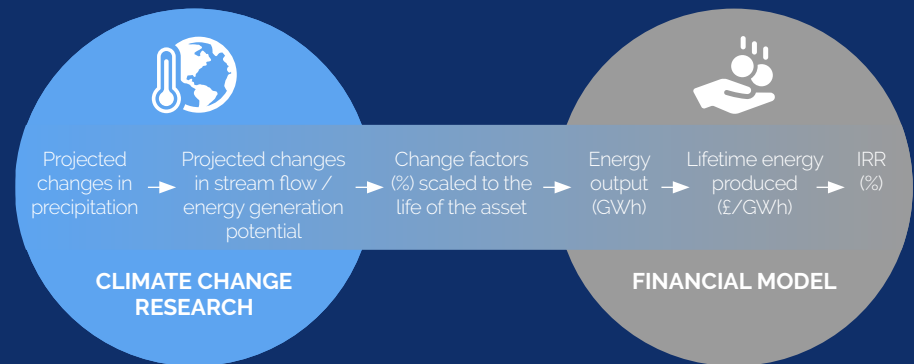 Projected
changes in
precipitation
Projected changes
in stream flow /
energy generation
potential
Change factors
(%) scaled to the
life of the asset
Energy
output
(GWh)
Lifetime energy
produced
(£/GWh)
IRR
(%)
CLIMATE CHANGE
RESEARCH
FINANCIAL MODEL